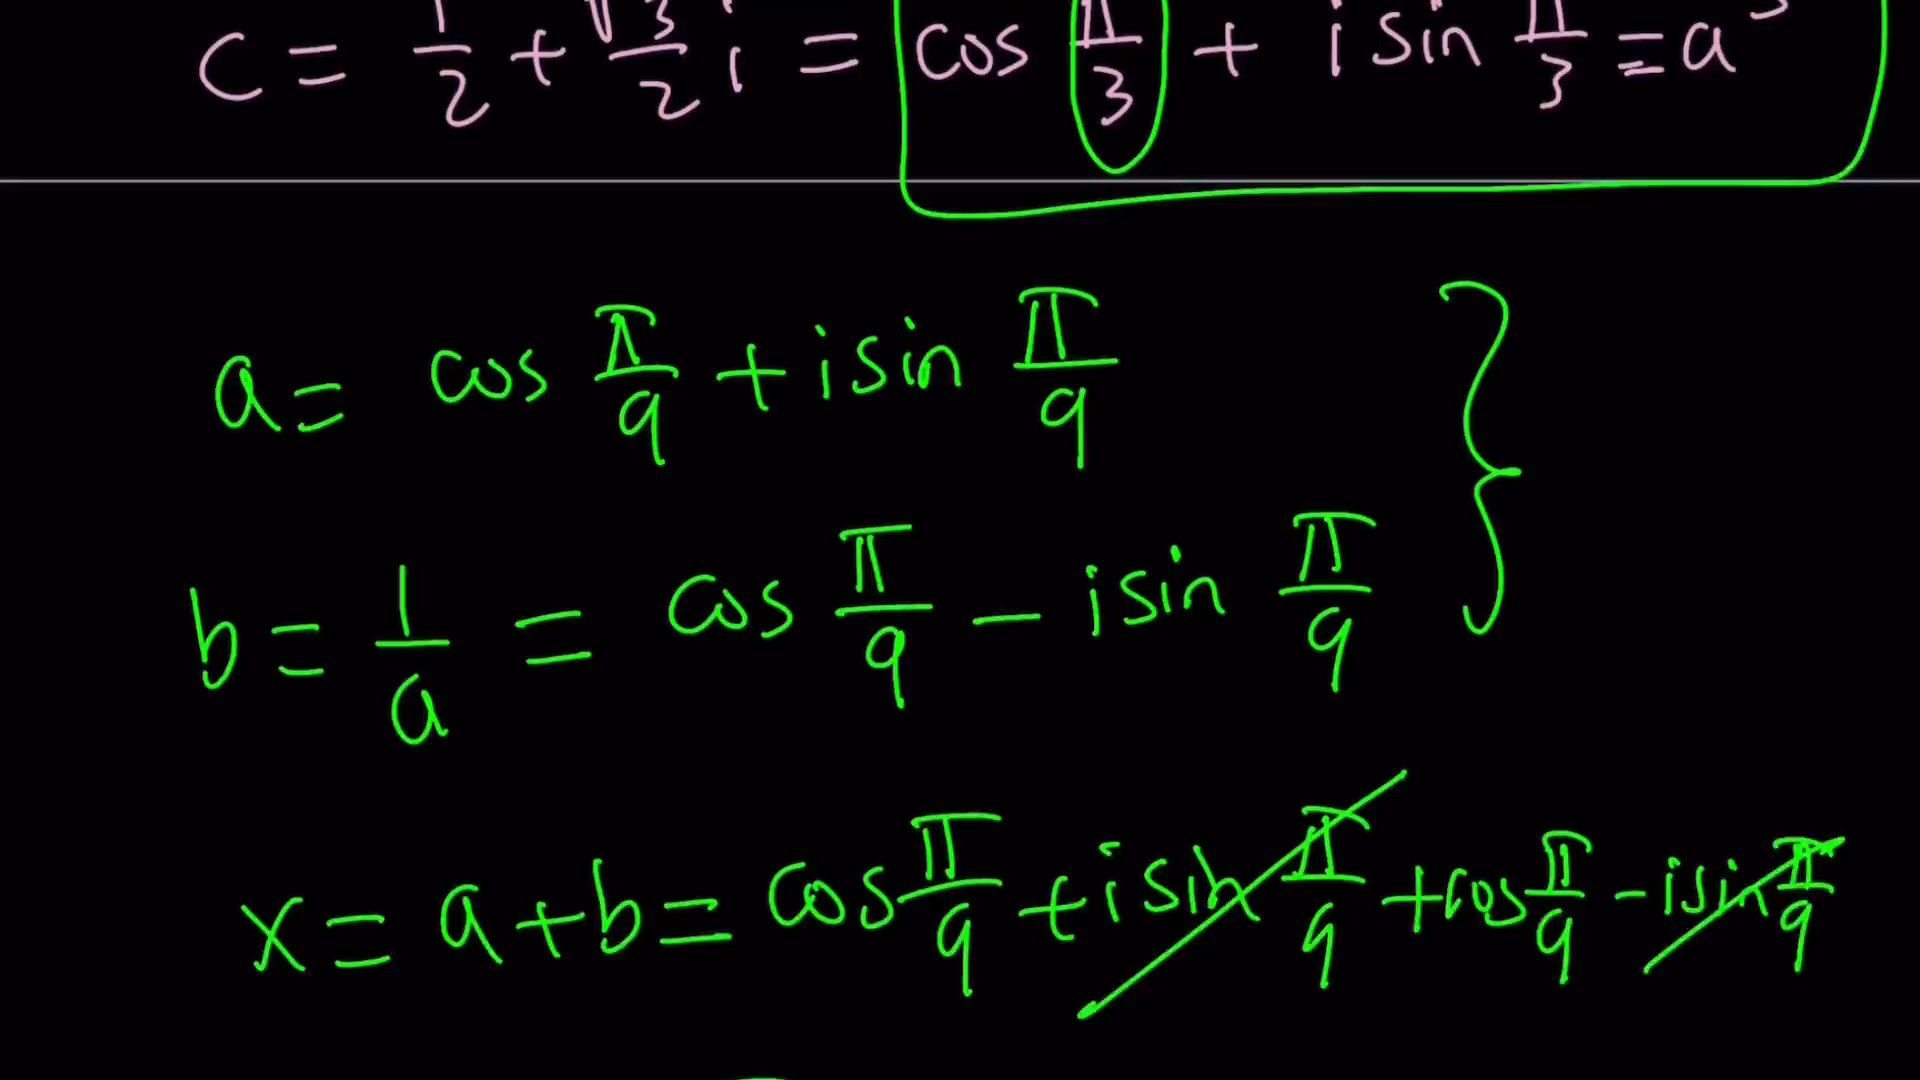 C = 1/2 + √3/2 i = cos π/3 + i sin π/3 = a³
a = cos π/9 + i sin π/9
b = 1/a = cos π/9 − i sin π/9
x = a + b = cos π/9 + i sin π/9 + cos π/9 − i sin π/9